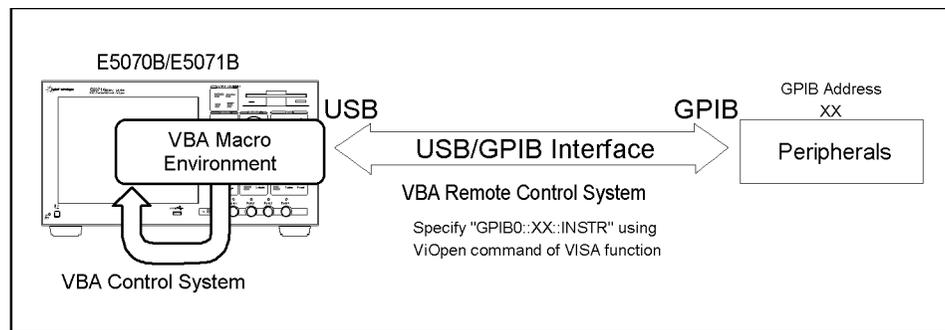 E5070B/E5071B
USB
GPIB
GPIB Address
XX
VBA Macro
Environment
USB/GPIB Interface
Peripherals
VBA Remote Control System
Specify "GPIB0::XX::INSTR" using
ViOpen command of VISA function
VBA Control System